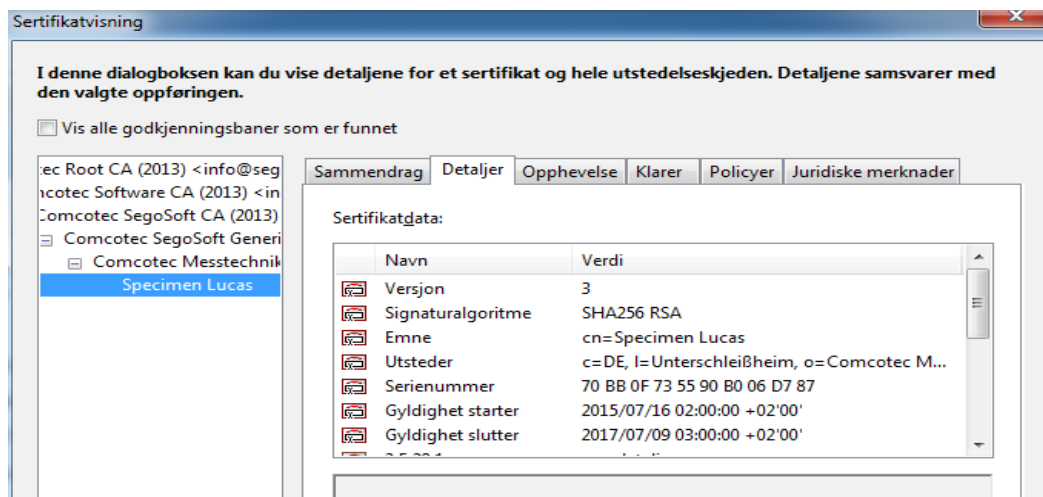 Sertifikatvisning
I denne dialogboksen kan du vise detaljene for et sertifikat og hele utstedelseskjeden. Detaljene samsvarer med
den valgte oppføringen.
Vis alle godkjenningsbaner som er funnet
:ec Root CA (2013) <info@seg
ncotec Software CA (2013) <in
Comcotec SegoSoft CA (2013)
Comcotec SegoSoft Generi
Comcotec Messtechnik
Specimen Lucas
Sammendrag Detaljer Opphevelse Klarer Policyer Juridiske merknader
Sertifikatdata:
Navn Verdi
Versjon 3
Signaturalgoritme SHA256 RSA
Emne cn=Specimen Lucas
Utsteder c=DE, l=Unterschleißheim, o=Comcotec M...
Serienummer 70 BB 0F 73 55 90 B0 06 D7 87
Gyldighet starter 2015/07/16 02:00:00 +02'00'
Gyldighet slutter 2017/07/09 03:00:00 +02'00'